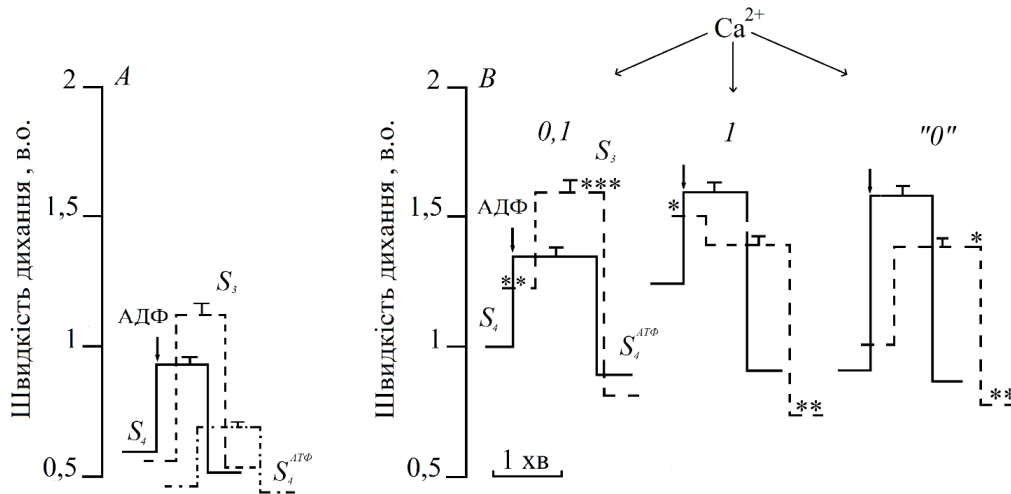 Ca2+
2
A
2
B
0,1
1
"0"
S3
***
1,5
1,5
АДФ
*
*
**
S3
АДФ
1
S4
1
S4
S4АТФ
**
**
0,5
S4АТФ
0,5
1 хв
Швидкість дихання , в.о.
Швидкість дихання , в.о.